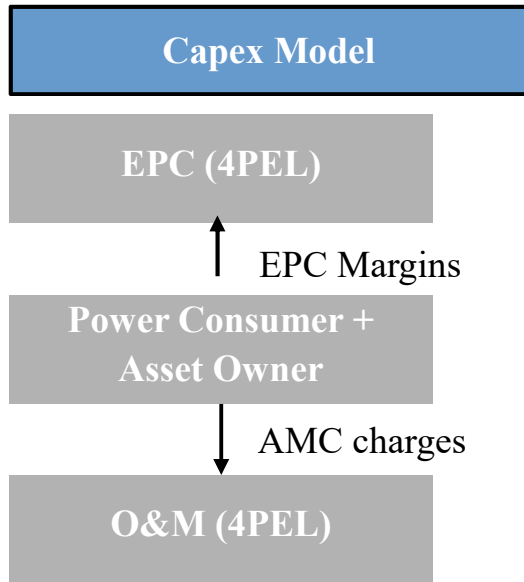 Capex Model
EPC (4PEL)
EPC Margins
Power Consumer +
Asset Owner
AMC charges
O&M (4PEL)